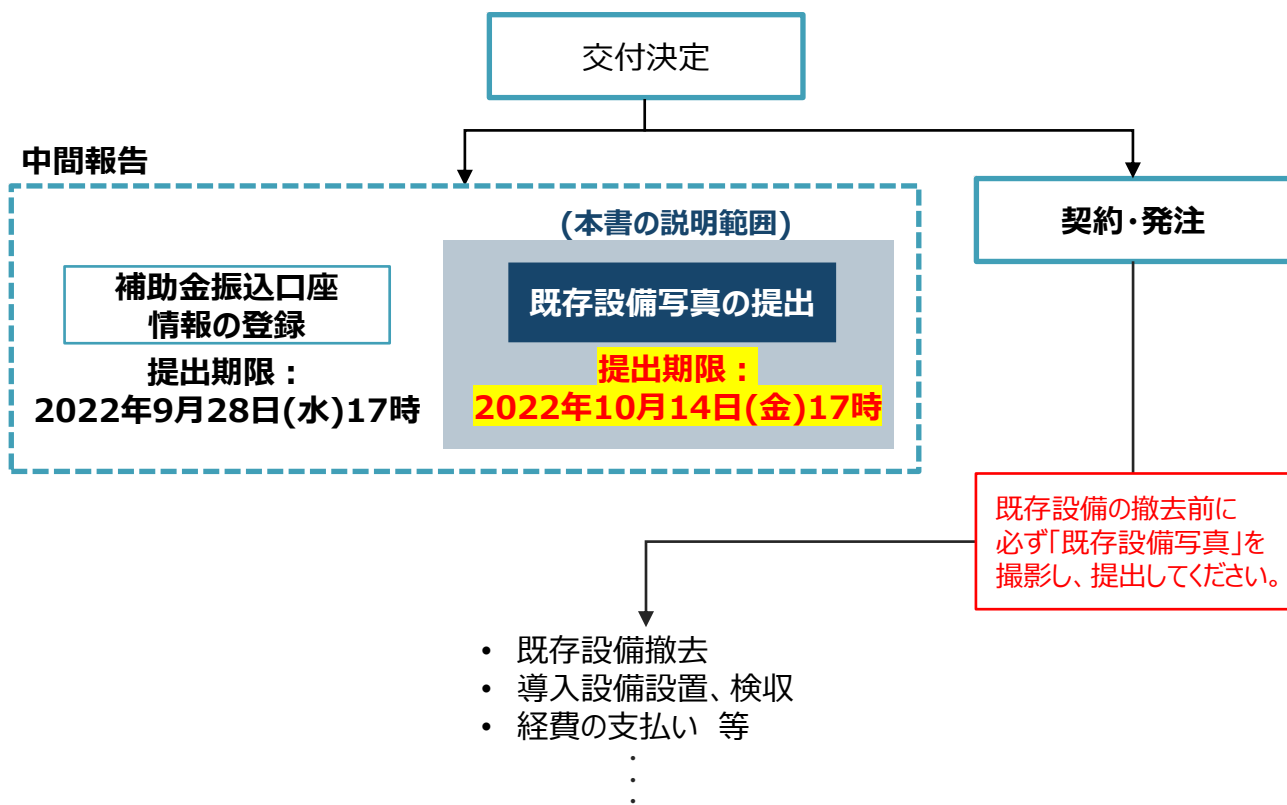 交付決定
中間報告
(本書の説明範囲)
契約・発注
補助金振込口座
情報の登録
既存設備写真の提出
提出期限：
2022年9月28日(水)17時
提出期限：
2022年10月14日(金)17時
既存設備の撤去前に
必ず「既存設備写真」を
撮影し、提出してください。
• 既存設備撤去
• 導入設備設置、検収
• 経費の支払い 等
・
・
・